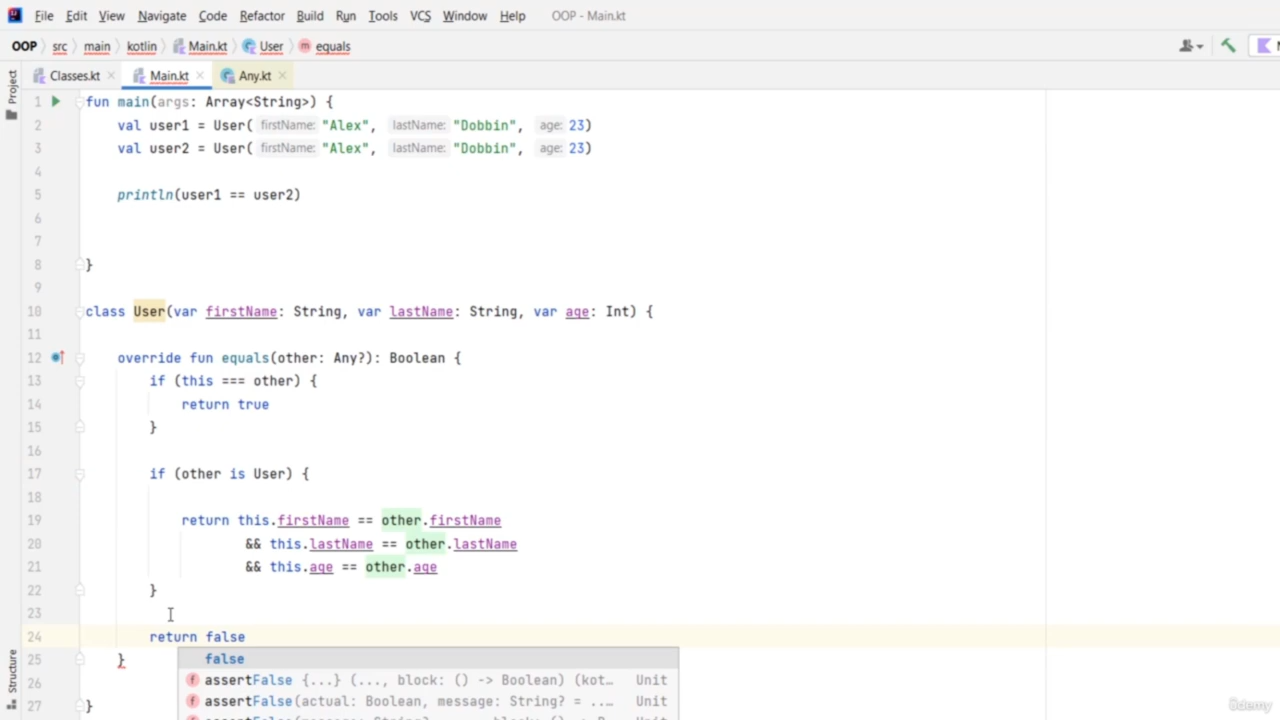 File Edit View Navigate Code Refactor Build Run Tools VCS Window Help OOP - Main.kt
OOP src main kotlin Main.kt User equals
Project
Classes.kt Main.kt Any.kt
1 fun main(args: Array<String>) {
2 val user1 = User( firstName: "Alex", lastName: "Dobbin", age: 23)
3 val user2 = User( firstName: "Alex", lastName: "Dobbin", age: 23)
4
5 println(user1 == user2)
6
7
8 }
9
10 class User(var firstName: String, var lastName: String, var age: Int) {
11
12 override fun equals(other: Any?): Boolean {
13 if (this === other) {
14 return true
15 }
16
17 if (other is User) {
18
19 return this.firstName == other.firstName
20 && this.lastName == other.lastName
21 && this.age == other.age
22 }
23
24 return false
25 }
false
assertFalse {...} (..., block: () -> Boolean) (kot... Unit
26
assertFalse(actual: Boolean, message: String? = ... Unit
27 }
Structure
ûdemy